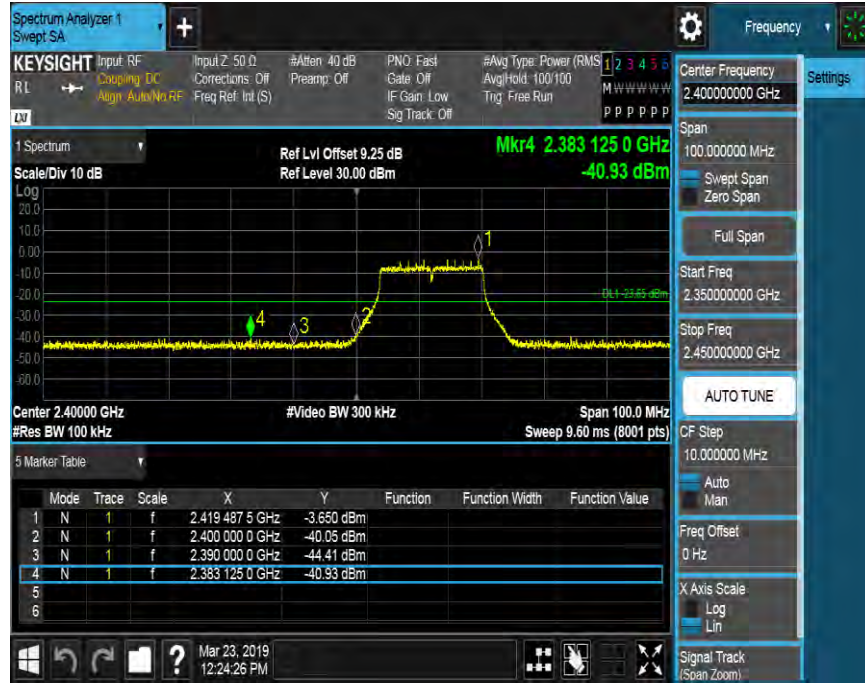 Spectrum Analyzer 1
Swept SA
+
Frequency
KEYSIGHT Input: RF Input Z: 50 Ω #Atten: 40 dB PNO: Fast #Avg Type: Power (RMS 1 2 3 4 5 6
RL Coupling: DC Corrections: Off Preamp: Off Gate: Off Avg|Hold: 100/100 M W W W W W
Align: Auto/No RF Freq Ref: Int (S) IF Gain: Low Trig: Free Run
LXI Sig Track: Off P P P P P P
Center Frequency
2.400000000 GHz
Settings
Span
100.000000 MHz
Swept Span
Zero Span
Full Span
Start Freq
2.350000000 GHz
Stop Freq
2.450000000 GHz
AUTO TUNE
CF Step
10.000000 MHz
Auto
Man
Freq Offset
0 Hz
X Axis Scale
Log
Lin
Signal Track
(Span Zoom)
1 Spectrum
Ref Lvl Offset 9.25 dB
Mkr4 2.383 125 0 GHz
Scale/Div 10 dB
Ref Level 30.00 dBm
-40.93 dBm
Log
20.0
10.0
0.00
-10.0
-20.0
-30.0
-40.0
-50.0
-60.0
1
DL1 -23.65 dBm
4
3
2
Center 2.40000 GHz #Video BW 300 kHz Span 100.0 MHz
#Res BW 100 kHz Sweep 9.60 ms (8001 pts)
5 Marker Table
Mode Trace Scale X Y Function Function Width Function Value
1 N 1 f 2.419 487 5 GHz -3.650 dBm
2 N 1 f 2.400 000 0 GHz -40.05 dBm
3 N 1 f 2.390 000 0 GHz -44.41 dBm
4 N 1 f 2.383 125 0 GHz -40.93 dBm
5
6
?
Mar 23, 2019
12:24:26 PM